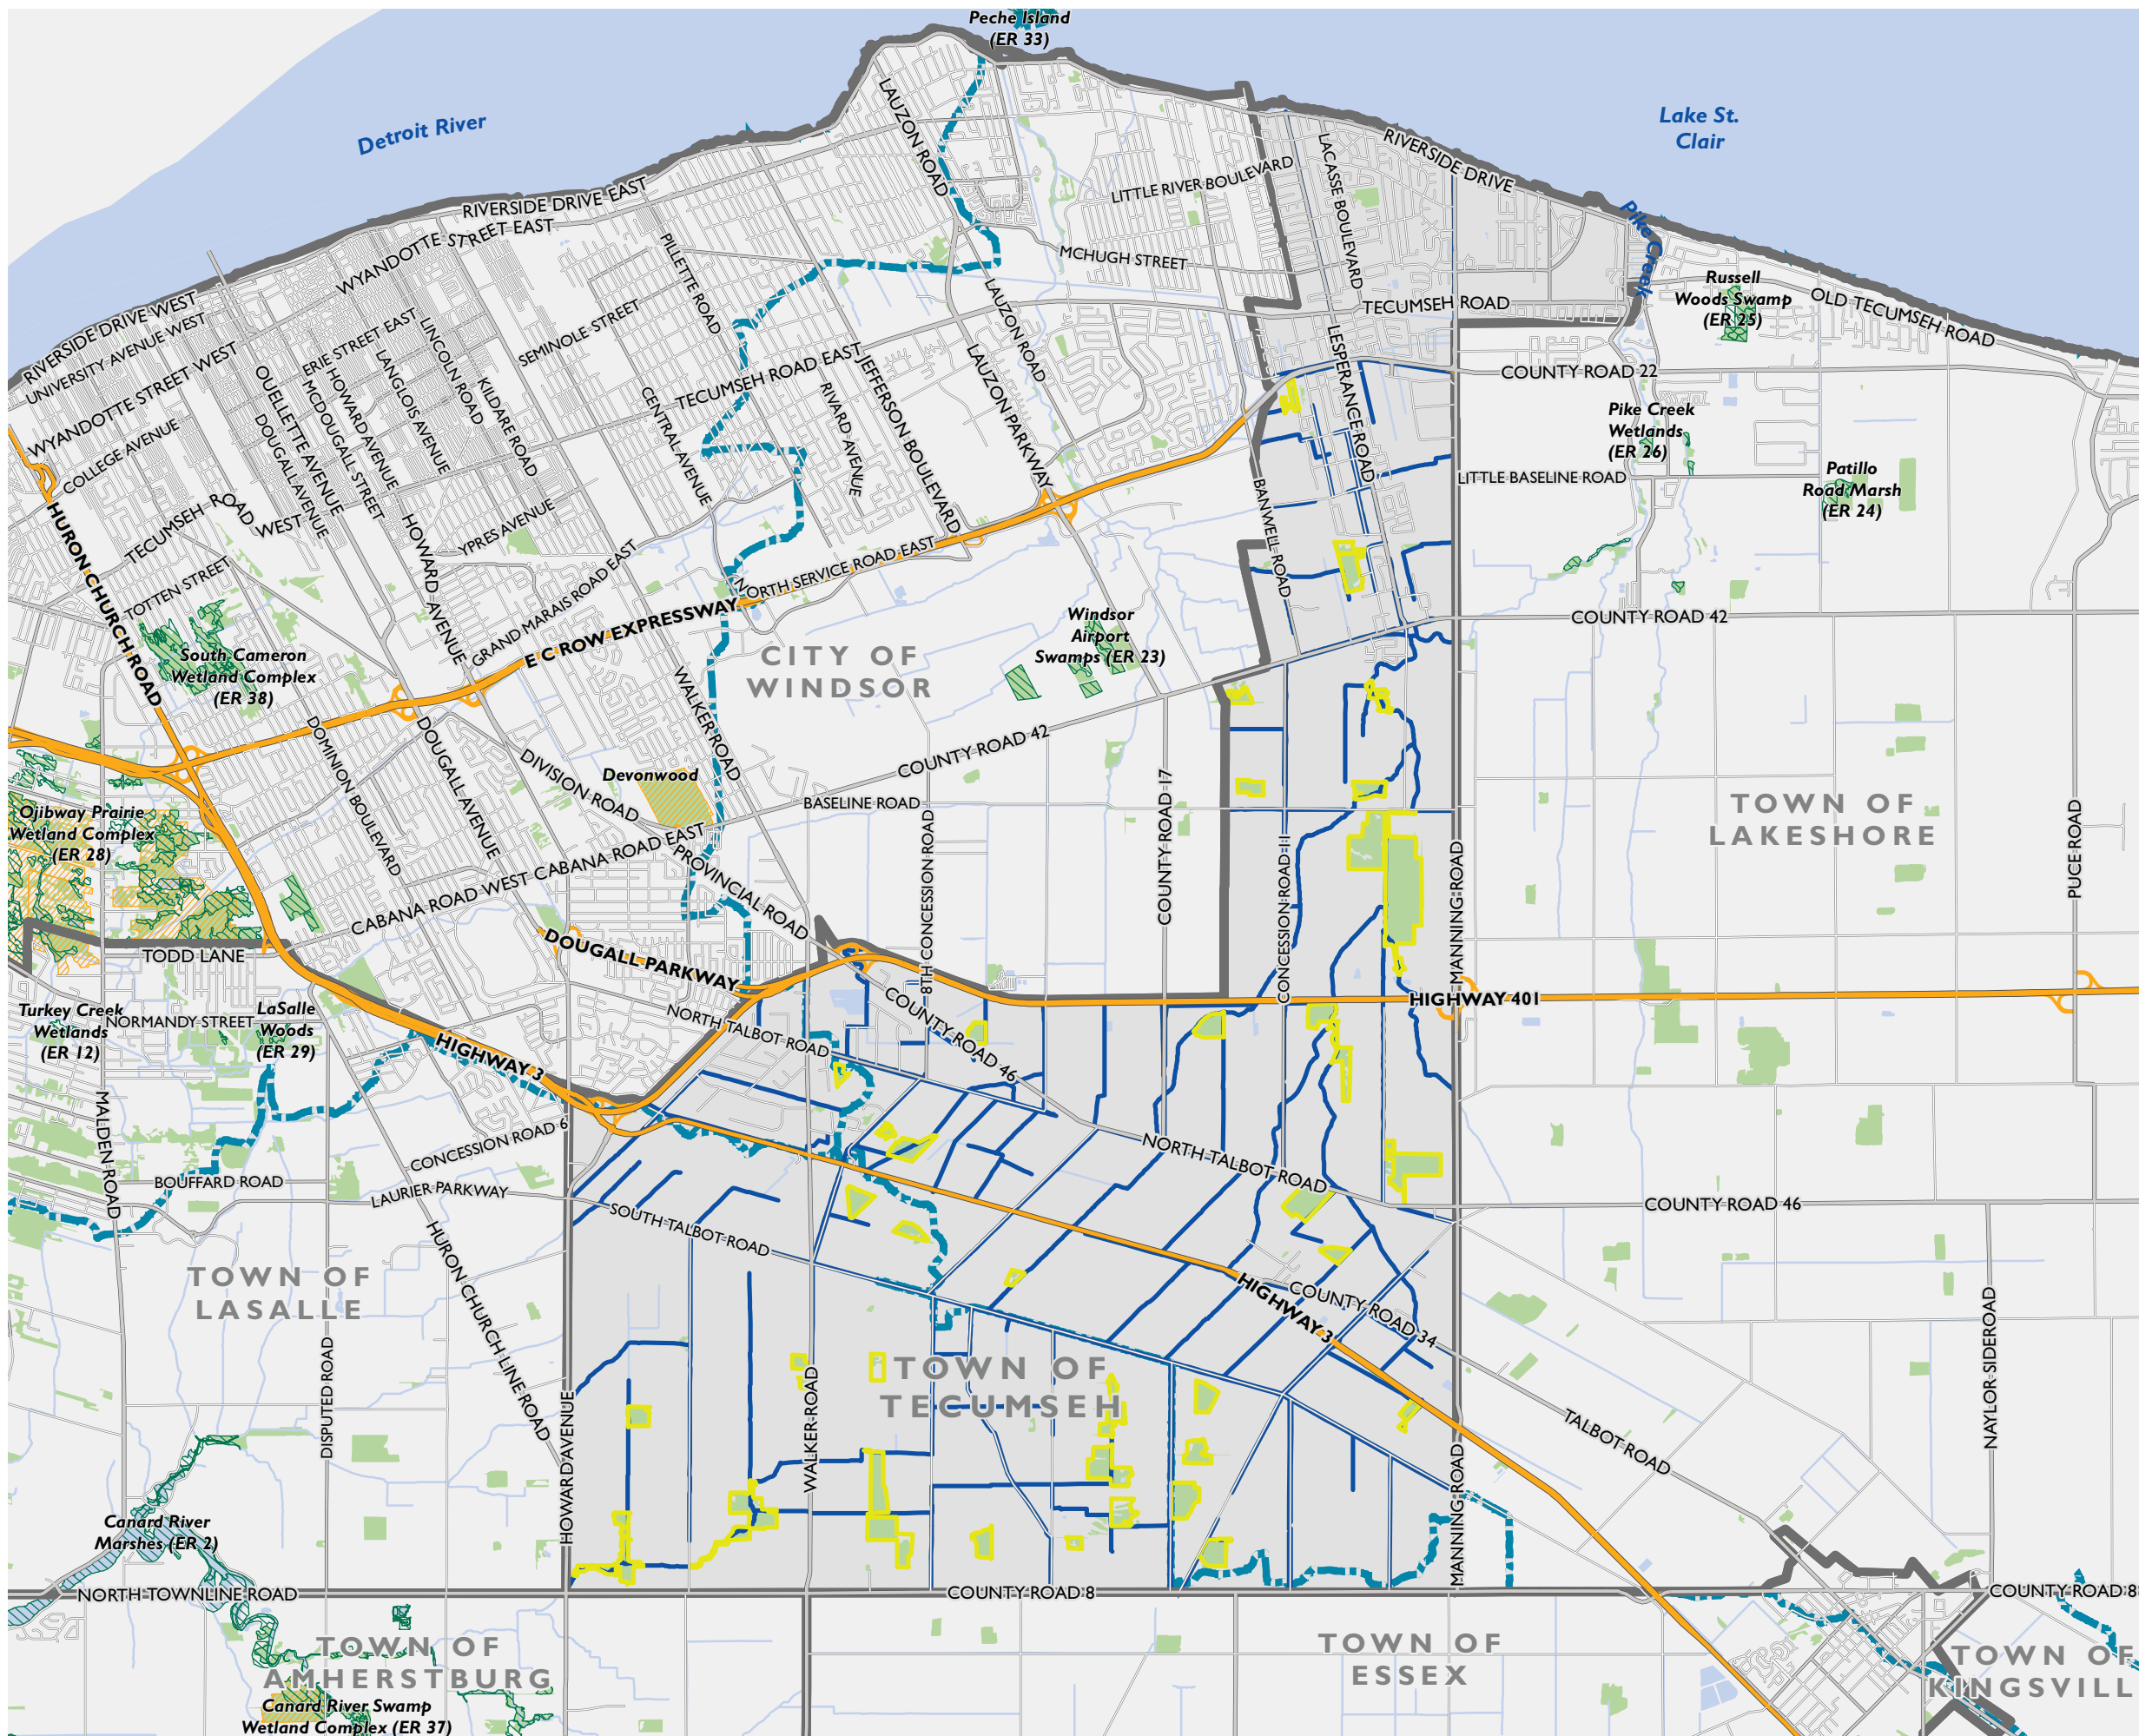 Peche Island
(ER 33)
Detroit River
Lake St.
Clair
LAUZON ROAD
LACASSE BOULEVARD
RIVERSIDE DRIVE
LITTLE RIVER BOULEVARD
RIVERSIDE DRIVE EAST
WYANDOTTE STREET EAST
Pike Creek
PILLETTE ROAD
MCHUGH STREET
Russell
Woods Swamp
(ER 25)
OLD TECUMSEH ROAD
TECUMSEH ROAD
LAUZON ROAD
RIVERSIDE DRIVE WEST
UNIVERSITY AVENUE WEST
WYANDOTTE STREET WEST
ERIE STREET EAST
LINCOLN ROAD
SEMINOLE STREET
LESPERANCE ROAD
COUNTY ROAD 22
LAUZON PARKWAY
TECUMSEH ROAD EAST
JEFFERSON BOULEVARD
RIVARD AVENUE
CENTRAL AVENUE
KILDARE ROAD
LANGLOIS AVENUE
HOWARD AVENUE
MCDOUGALL STREET
OUELLETTE AVENUE
DOUGALL AVENUE
COLLEGE AVENUE
Pike Creek
Wetlands
(ER 26)
LITTLE BASELINE ROAD
Patillo
Road Marsh
(ER 24)
TECUMSEH ROAD WEST
HURON CHURCH ROAD
HOWARD AVENUE
YPRES AVENUE
BANWELL ROAD
NORTH SERVICE ROAD EAST
GRAND MARAIS ROAD EAST
TOTTEN STREET
E C ROW EXPRESSWAY
COUNTY ROAD 42
Windsor
Airport
Swamps (ER 23)
South Cameron
Wetland Complex
(ER 38)
CITY OF
WINDSOR
WALKER ROAD
COUNTY ROAD 42
DOMINION BOULEVARD
DOUGALL AVENUE
DIVISION ROAD
Devonwood
BASELINE ROAD
COUNTY ROAD 17
TOWN OF
LAKESHORE
PUCE ROAD
Ojibway Prairie
Wetland Complex
(ER 28)
CABANA ROAD WEST
CABANA ROAD EAST
PROVINCIAL ROAD
8TH CONCESSION ROAD
CONCESSION ROAD 11
MANNING ROAD
TODD LANE
DOUGALL PARKWAY
HIGHWAY 401
COUNTY ROAD 46
Turkey Creek
Wetlands
(ER 12)
NORMANDY STREET
LaSalle
Woods
(ER 29)
HIGHWAY 3
NORTH TALBOT ROAD
MALDEN ROAD
CONCESSION ROAD 6
NORTH TALBOT ROAD
BOUFFARD ROAD
LAURIER PARKWAY
SOUTH TALBOT ROAD
COUNTY ROAD 46
HURON CHURCH LINE ROAD
TOWN OF
LASALLE
HIGHWAY 3
COUNTY ROAD 34
NAYLOR SIDEROAD
DISPUTED ROAD
HOWARD AVENUE
WALKER ROAD
TOWN OF
TECUMSEH
TALBOT ROAD
MANNING ROAD
Canard River
Marshes (ER 2)
NORTH TOWNLINE ROAD
COUNTY ROAD 8
COUNTY ROAD 8
TOWN OF
AMHERSTBURG
TOWN OF
ESSEX
TOWN OF
KINGSVILL
Canard River Swamp
Wetland Complex (ER 37)